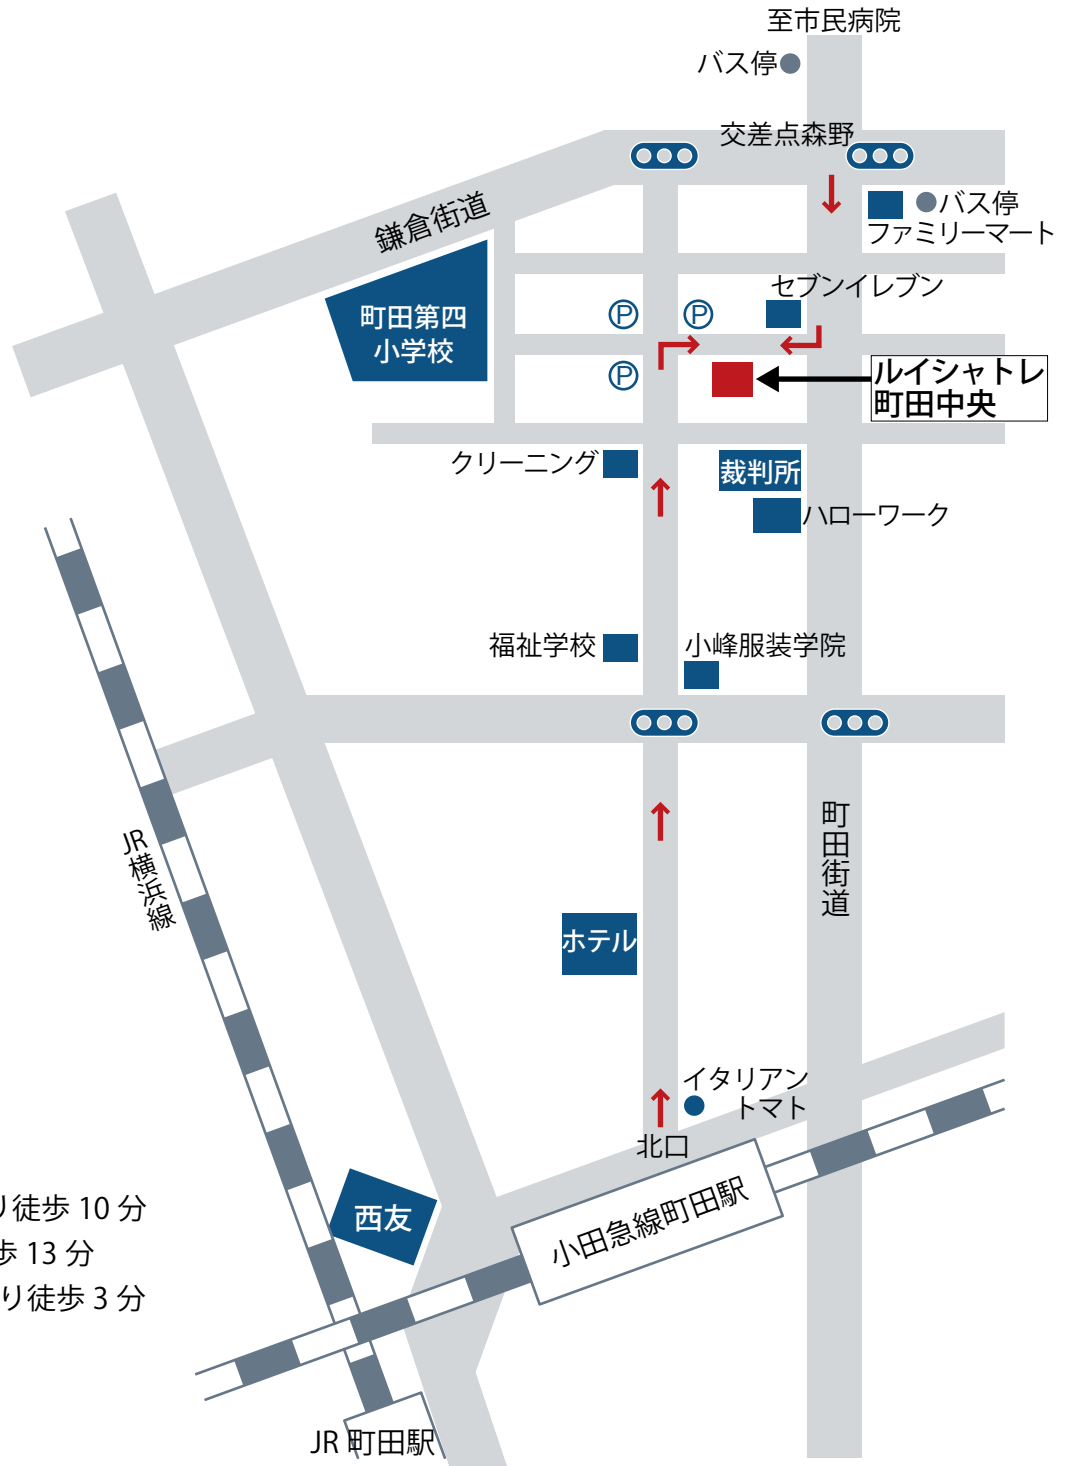 至市民病院
バス停
交差点森野
バス停
ファミリーマート
鎌倉街道
セブンイレブン
町田第四
小学校
P
P
P
ルイシャトレ
町田中央
クリーニング
裁判所
ハローワーク
福祉学校
小峰服装学院
町田街道
JR横浜線
ホテル
イタリアン
トマト
北口
小田急線町田駅
西友
り徒歩 10 分
歩 13 分
り徒歩 3 分
JR 町田駅